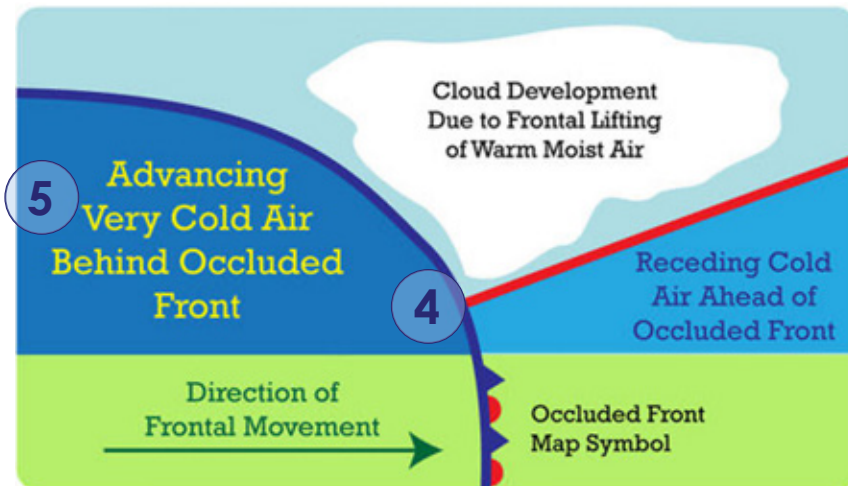 Cloud Development
Due to Frontal Lifting
of Warm Moist Air
5
Advancing
Very Cold Air
Behind Occluded
Front
4
Receding Cold
Air Ahead of
Occluded Front
Direction of
Frontal Movement
Occluded Front
Map Symbol